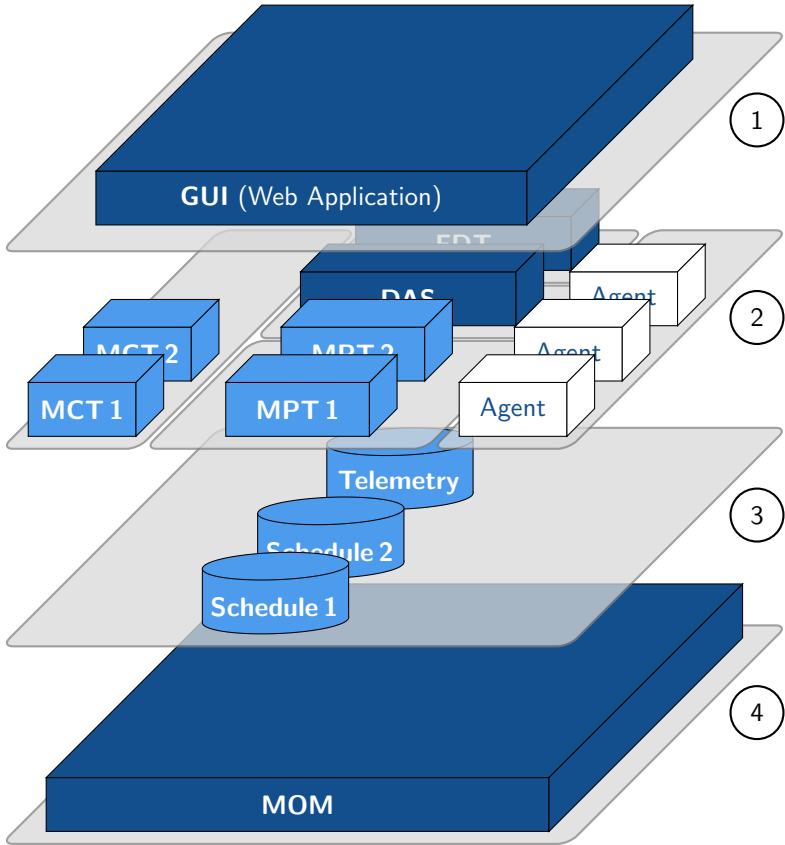 1
GUI (Web Application)
FDT
DAS
Agent
2
MCT 2
MPT 2
Agent
MCT 1
MPT 1
Agent
Telemetry
3
Schedule 2
Schedule 1
4
MOM